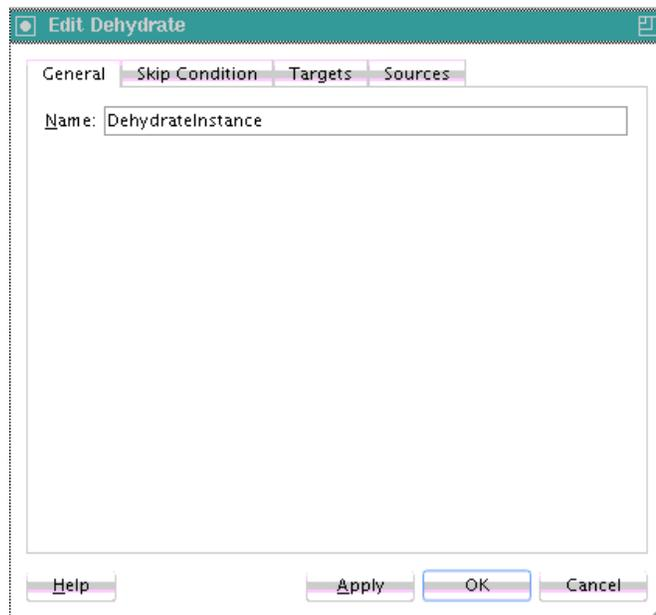 Edit Dehydrate
General Skip Condition Targets Sources
Name: DehydrateInstance
Help Apply OK Cancel